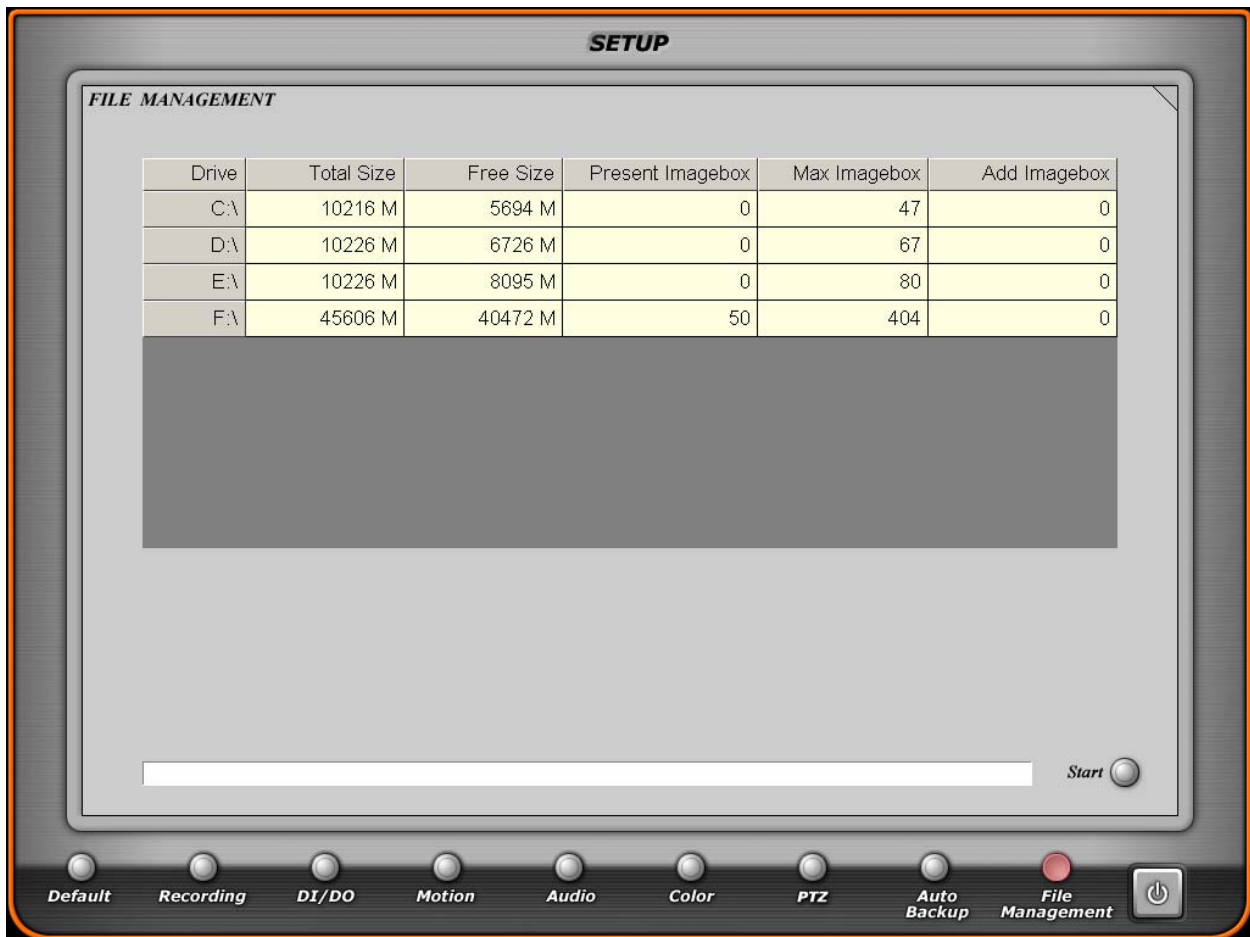 SETUP
FILE MANAGEMENT
Drive Total Size Free Size Present Imagebox Max Imagebox Add Imagebox
C:\ 10216 M 5694 M 0 47 0
D:\ 10226 M 6726 M 0 67 0
E:\ 10226 M 8095 M 0 80 0
F:\ 45606 M 40472 M 50 404 0
Start
Default Recording DI/DO Motion Audio Color PTZ Auto Backup File Management